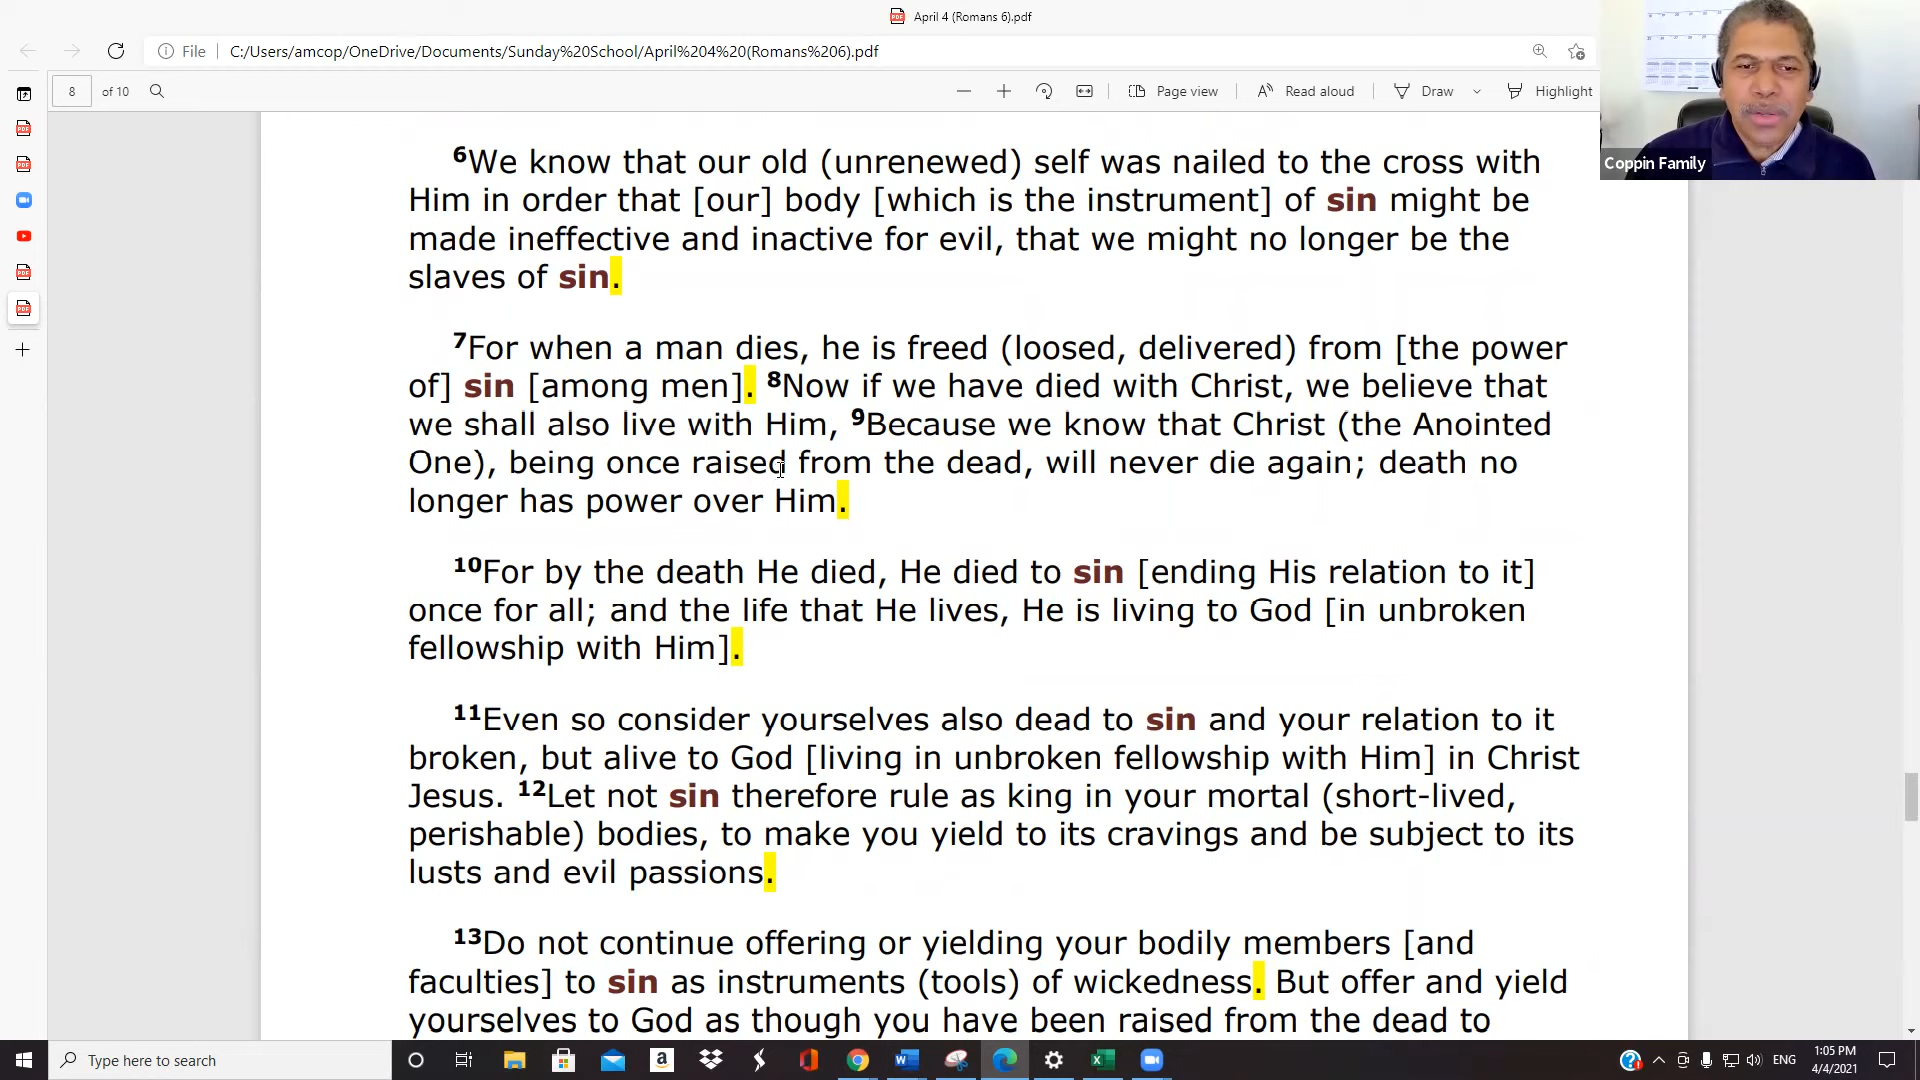 April 4 (Romans 6).pdf
File
C:/Users/amcop/OneDrive/Documents/Sunday%20School/April%204%20(Romans%206).pdf
8 of 10
Page view
Read aloud
Draw
Highlight
Coppin Family
6We know that our old (unrenewed) self was nailed to the cross with
Him in order that [our] body [which is the instrument] of sin might be
made ineffective and inactive for evil, that we might no longer be the
slaves of sin.
7For when a man dies, he is freed (loosed, delivered) from [the power
of] sin [among men]. 8Now if we have died with Christ, we believe that
we shall also live with Him, 9Because we know that Christ (the Anointed
One), being once raised from the dead, will never die again; death no
longer has power over Him.
10For by the death He died, He died to sin [ending His relation to it]
once for all; and the life that He lives, He is living to God [in unbroken
fellowship with Him].
11Even so consider yourselves also dead to sin and your relation to it
broken, but alive to God [living in unbroken fellowship with Him] in Christ
Jesus. 12Let not sin therefore rule as king in your mortal (short-lived,
perishable) bodies, to make you yield to its cravings and be subject to its
lusts and evil passions.
13Do not continue offering or yielding your bodily members [and
faculties] to sin as instruments (tools) of wickedness. But offer and yield
yourselves to God as though you have been raised from the dead to
Type here to search
ENG
1:05 PM
4/4/2021